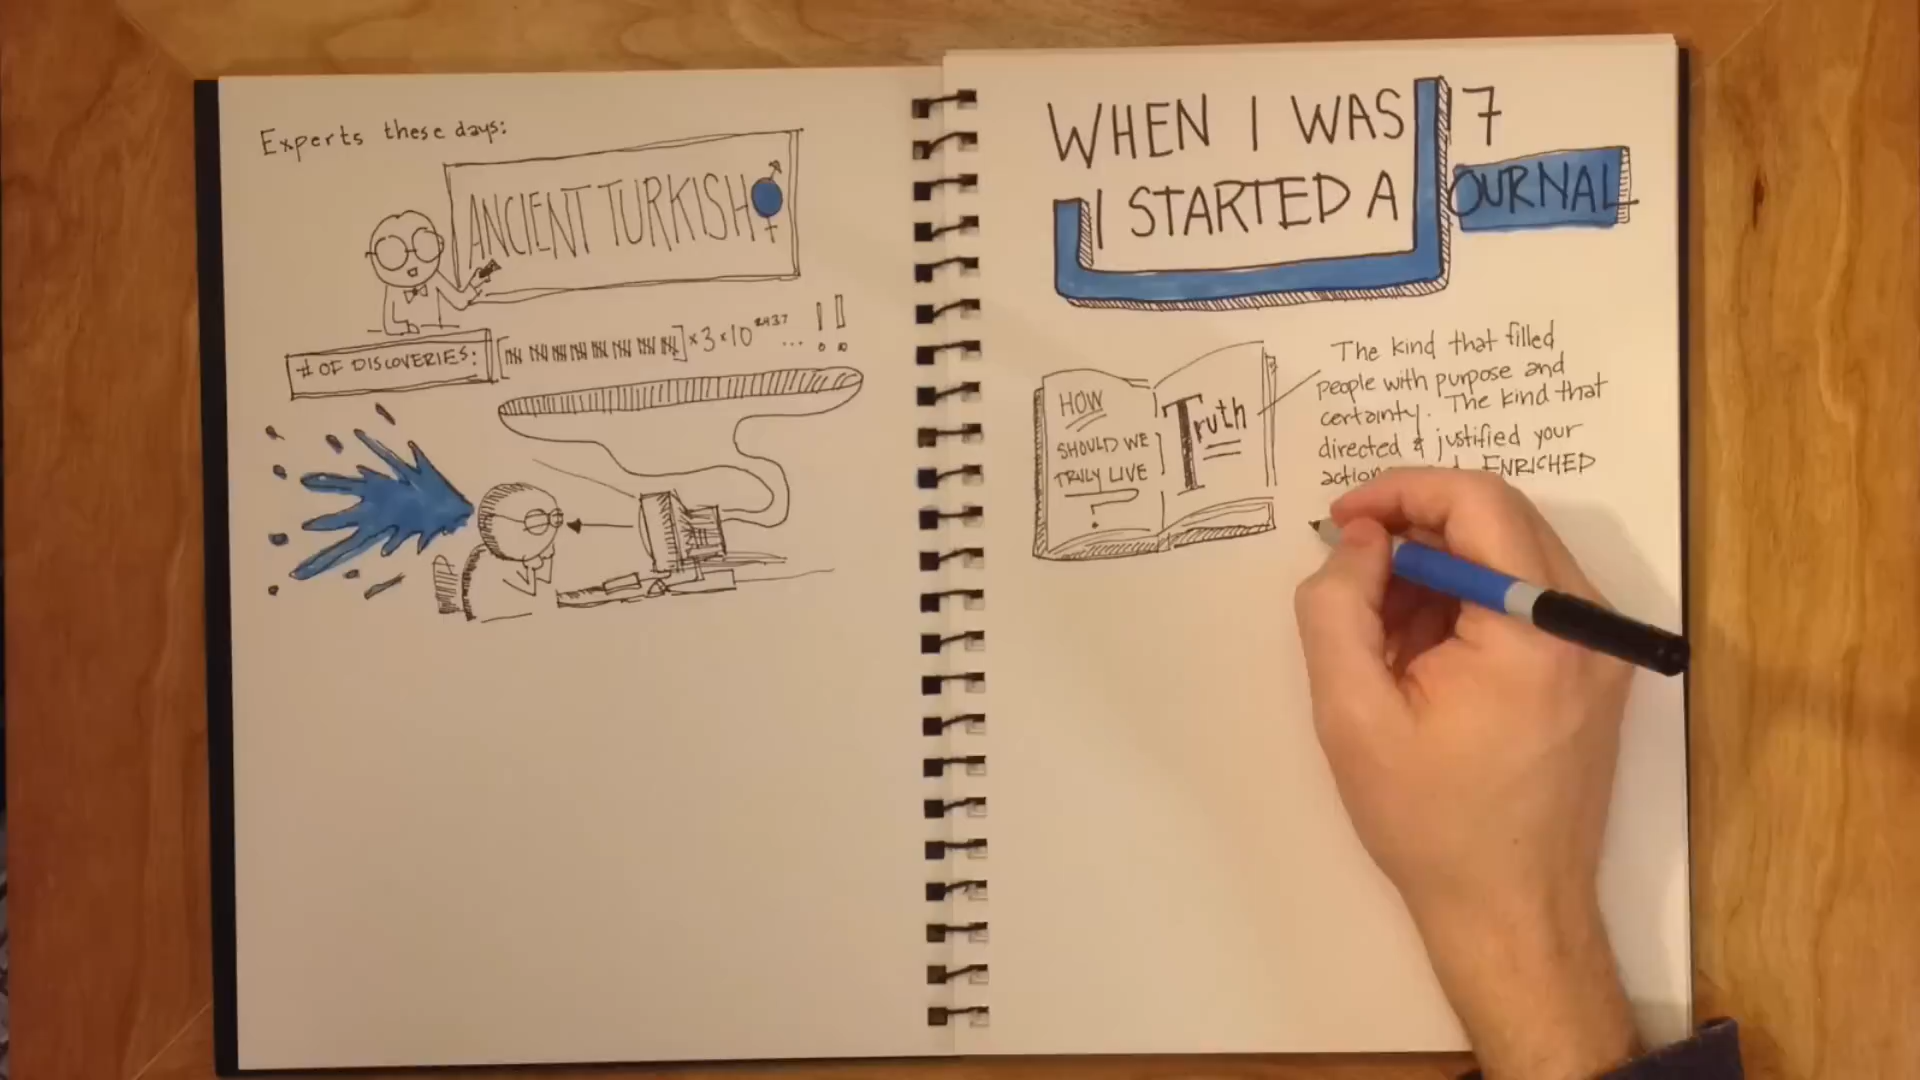 Experts these days:
ANCIENT TURKISH
# OF DISCOVERIES:
×3×10²⁴³⁷ ... !!
WHEN I WAS 17
I STARTED A JOURNAL
HOW
SHOULD WE
TRULY LIVE
?
Truth
The kind that filled
people with purpose and
certainty. The kind that
directed & justified your
ENRICHED